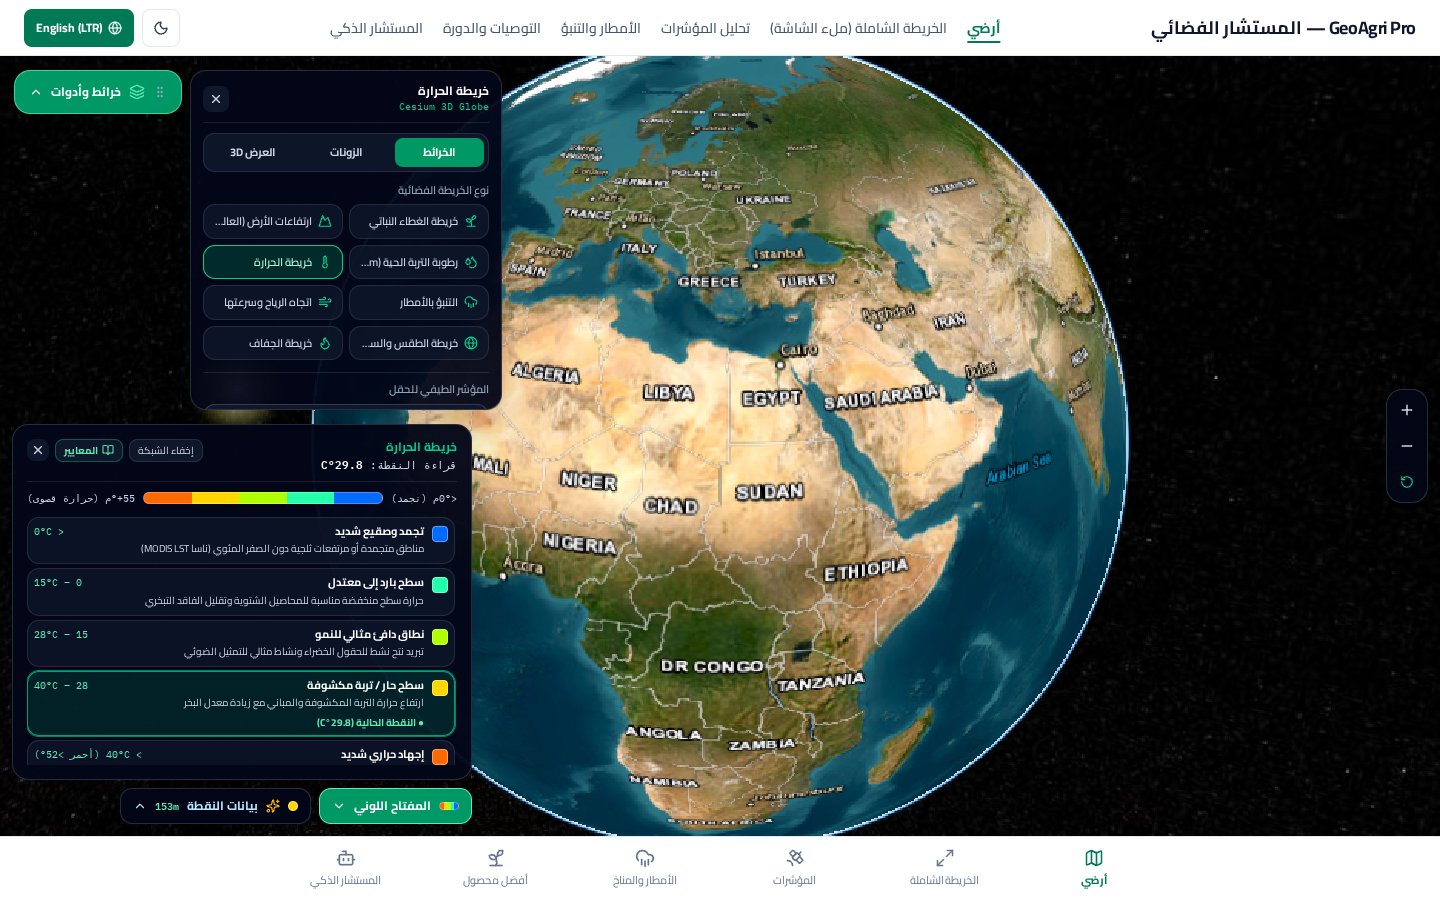 GeoAgri Pro — المستشار الفضائي
أرضي
الخريطة الشاملة (ملء الشاشة)
تحليل المؤشرات
الأمطار والتنبؤ
التوصيات والدورة
المستشار الذكي
English (LTR)
خرائط وأدوات
خريطة الحرارة
Cesium 3D Globe
الخرائط
الزونات
العرض 3D
نوع الخريطة الفضائية
خريطة الغطاء النباتي
ارتفاعات الأرض (العالـ...
رطوبة التربة الحية (m...
خريطة الحرارة
التنبؤ بالأمطار
اتجاه الرياح وسرعتها
خريطة الطقس والسـ...
خريطة الجفاف
المؤشر الطيفي للحقل
خريطة الحرارة
قراءة النقطة: 29.8°C
إخفاء الشبكة
المعايير
<0°م (تجمد)
55+°م (حرارة قصوى)
تجمد وصقيع شديد
< 0°C
مناطق متجمدة أو مرتفعات ثلجية دون الصفر المئوي (ناسا MODIS LST)
سطح بارد إلى معتدل
0 – 15°C
حرارة سطح منخفضة مناسبة للمحاصيل الشتوية وتقليل الفاقد التبخري
نطاق دافئ مثالي للنمو
15 – 28°C
تبريد نتح نشط للحقول الخضراء ونشاط مثالي للتمثيل الضوئي
سطح حار / تربة مكشوفة
28 – 40°C
ارتفاع حرارة التربة المكشوفة والمباني مع زيادة معدل البخر
● النقطة الحالية (29.8°C)
إجهاد حراري شديد
> 40°C (أحمر >52°)
المفتاح اللوني
بيانات النقطة
153m
POLAND
GERMANY
UKRAINE
FRANCE
Milan
ITALY
Madrid
SPAIN
Istanbul
GREECE
TURKEY
Baghdad
IRAN
Cairo
ALGERIA
LIBYA
EGYPT
SAUDI ARABIA
Dubai
INDIA
Mumbai
Arabian Sea
MALI
NIGER
CHAD
SUDAN
NIGERIA
Accra
ETHIOPIA
DR CONGO
TANZANIA
ANGOLA
ZAMBIA
NAMIBIA
أرضي
الخريطة الشاملة
المؤشرات
الأمطار والمناخ
أفضل محصول
المستشار الذكي